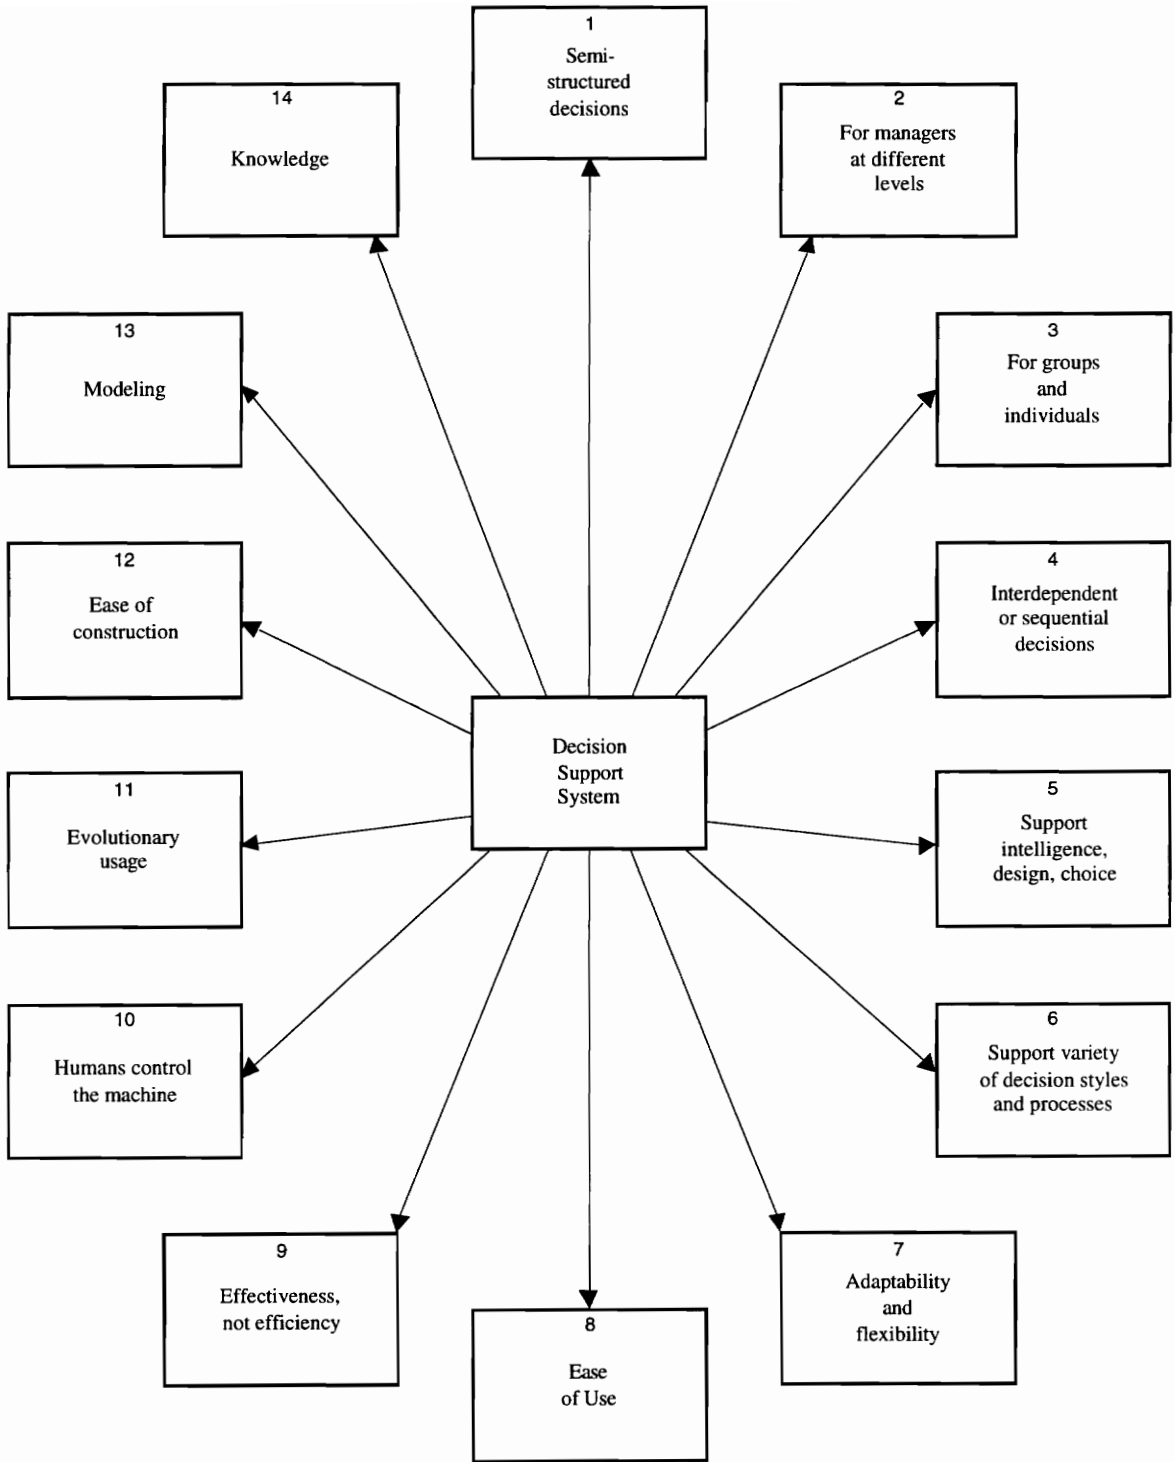 1
Semi-
structured
decisions
2
For managers
at different
levels
3
For groups
and
individuals
4
Interdependent
or sequential
decisions
5
Support
intelligence,
design, choice
6
Support variety
of decision styles
and processes
7
Adaptability
and
flexibility
8
Ease
of Use
9
Effectiveness,
not efficiency
10
Humans control
the machine
11
Evolutionary
usage
12
Ease of
construction
13
Modeling
14
Knowledge
Decision
Support
System